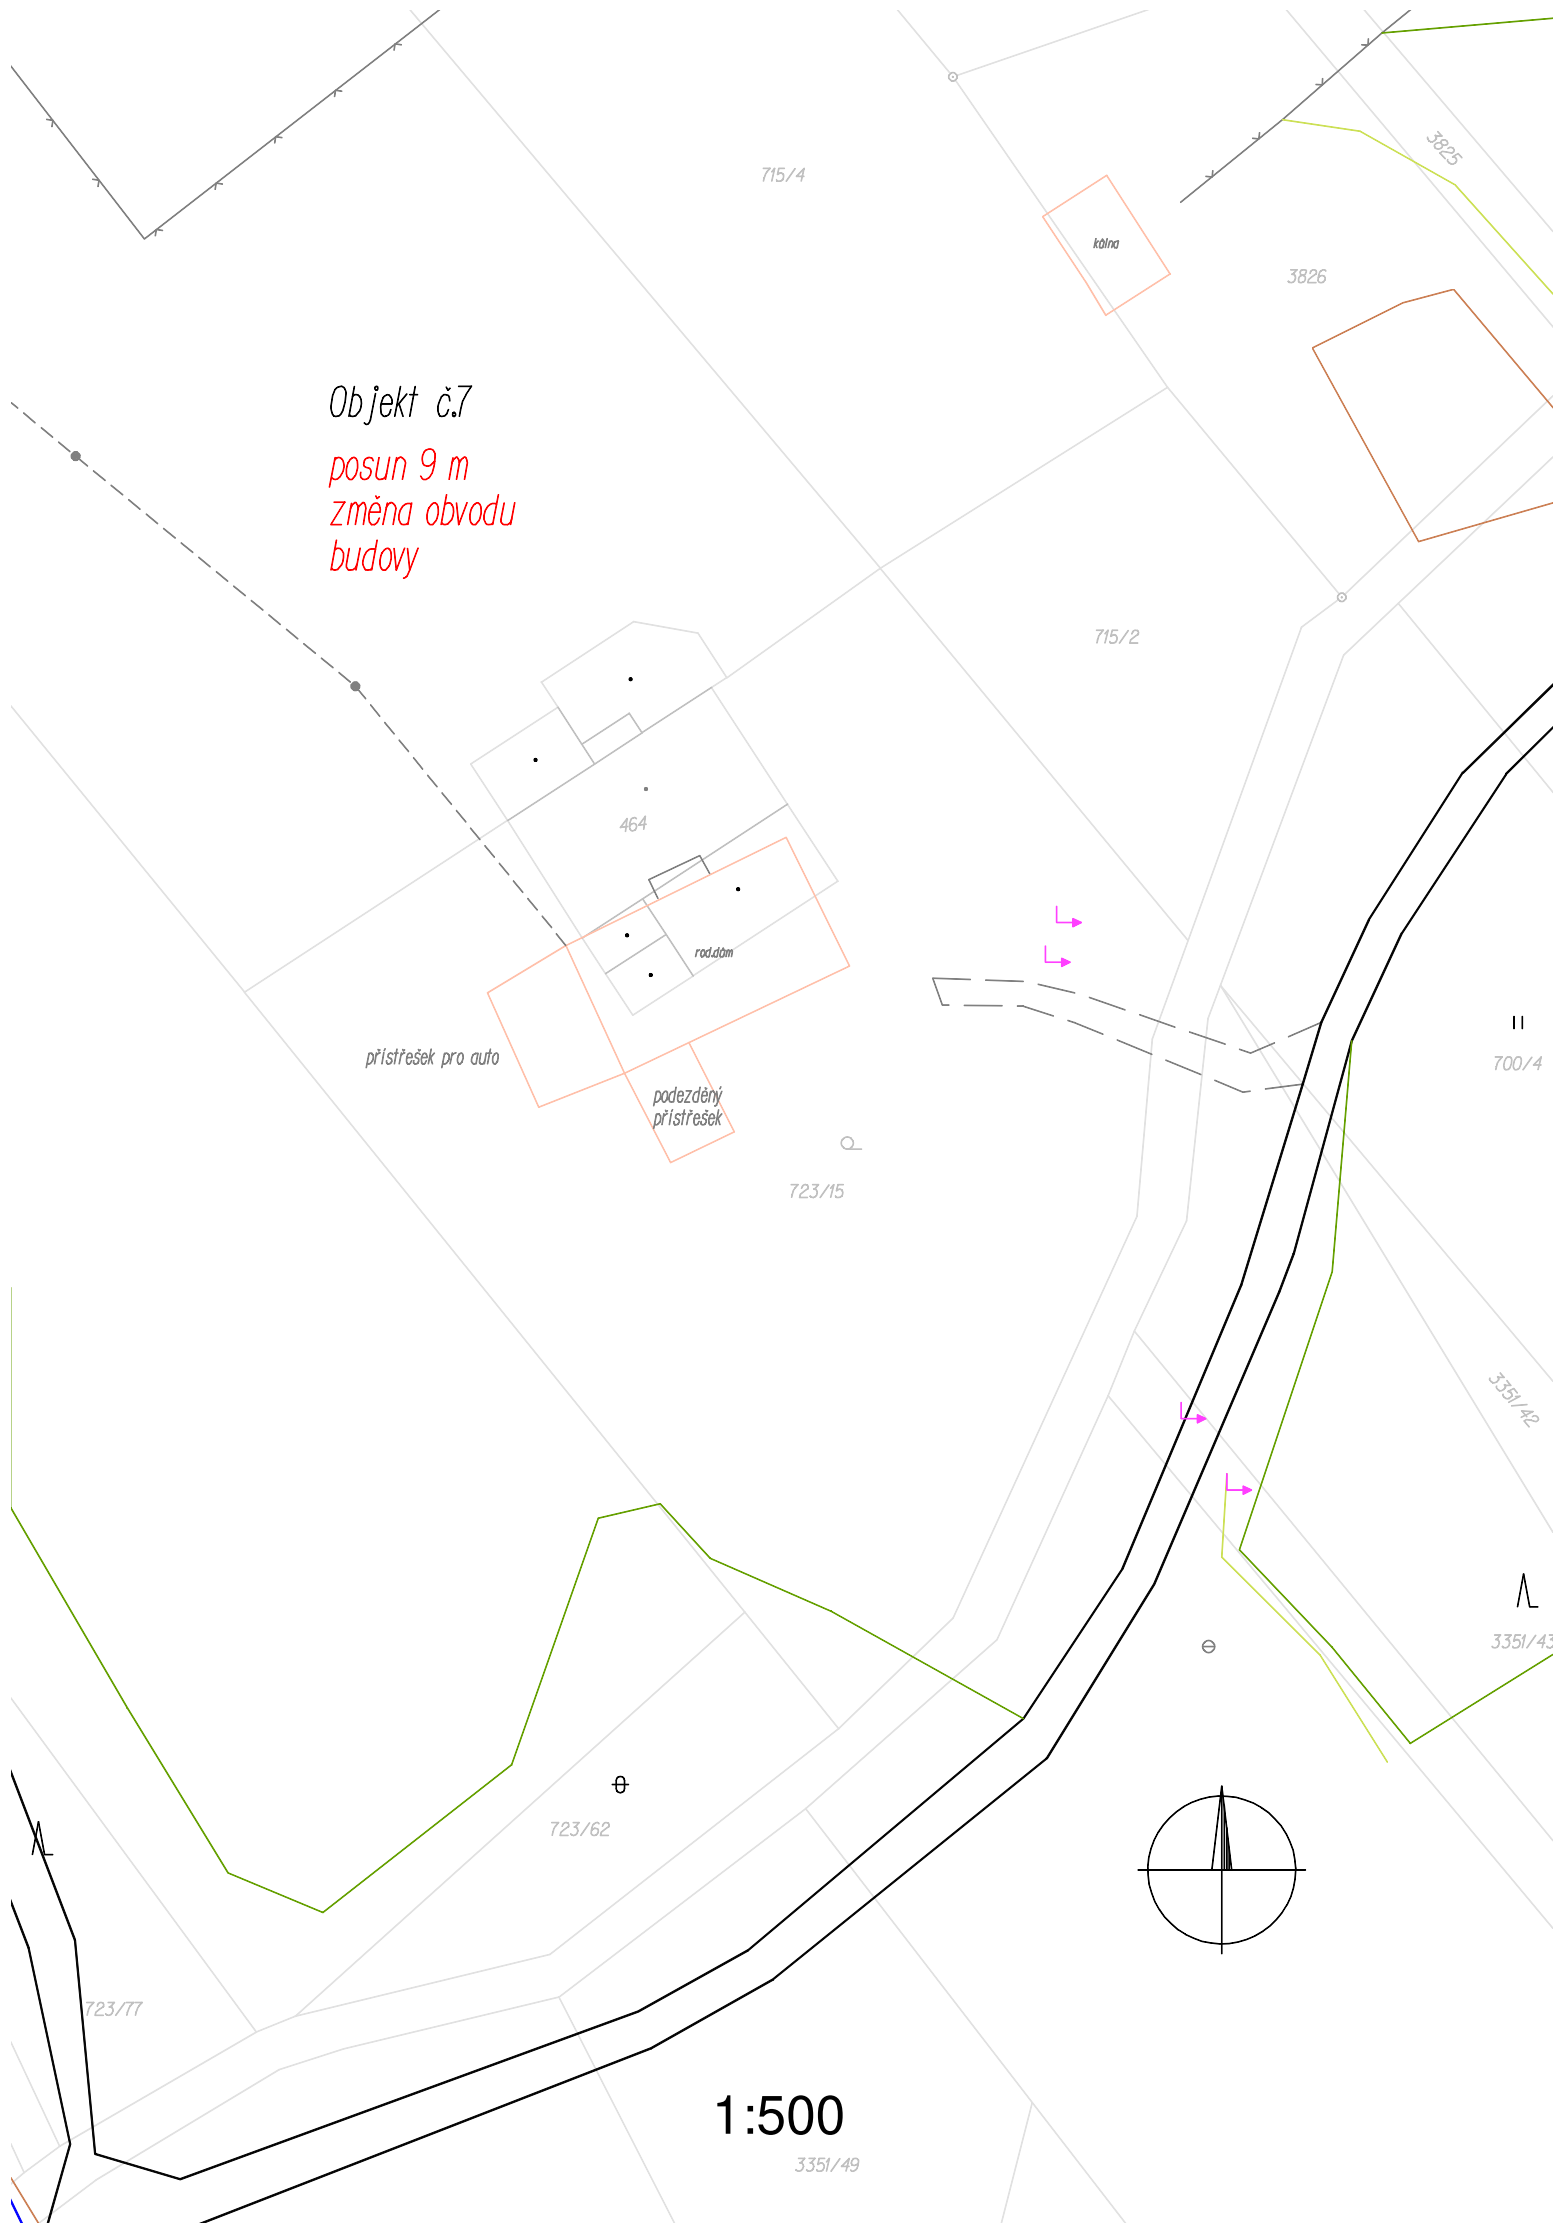 3825
715/4
kůlna
3826
Objekt č.7
posun 9 m
změna obvodu
budovy
715/2
464
rod.dům
přístřešek pro auto
700/4
podezděný
přístřešek
723/15
3351/42
3351/43
723/62
723/77
1:500
3351/49